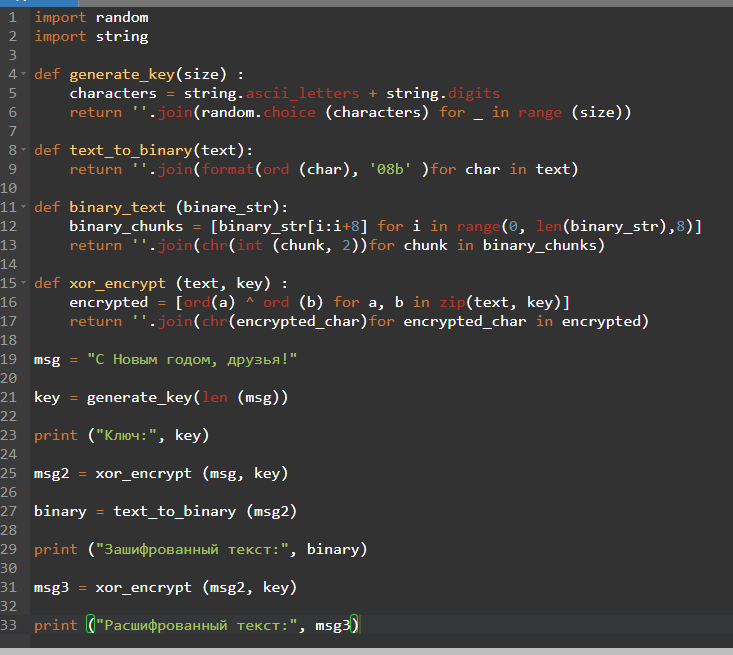 1 import random
2 import string
3
4 def generate_key(size) :
5     characters = string.ascii_letters + string.digits
6     return ''.join(random.choice (characters) for _ in range (size))
7
8 def text_to_binary(text):
9     return ''.join(format(ord (char), '08b' )for char in text)
10
11 def binary_text (binare_str):
12     binary_chunks = [binary_str[i:i+8] for i in range(0, len(binary_str),8)]
13     return ''.join(chr(int (chunk, 2))for chunk in binary_chunks)
14
15 def xor_encrypt (text, key) :
16     encrypted = [ord(a) ^ ord (b) for a, b in zip(text, key)]
17     return ''.join(chr(encrypted_char)for encrypted_char in encrypted)
18
19 msg = "С Новым годом, друзья!"
20
21 key = generate_key(len (msg))
22
23 print ("Ключ:", key)
24
25 msg2 = xor_encrypt (msg, key)
26
27 binary = text_to_binary (msg2)
28
29 print ("Зашифрованный текст:", binary)
30
31 msg3 = xor_encrypt (msg2, key)
32
33 print ("Расшифрованный текст:", msg3)